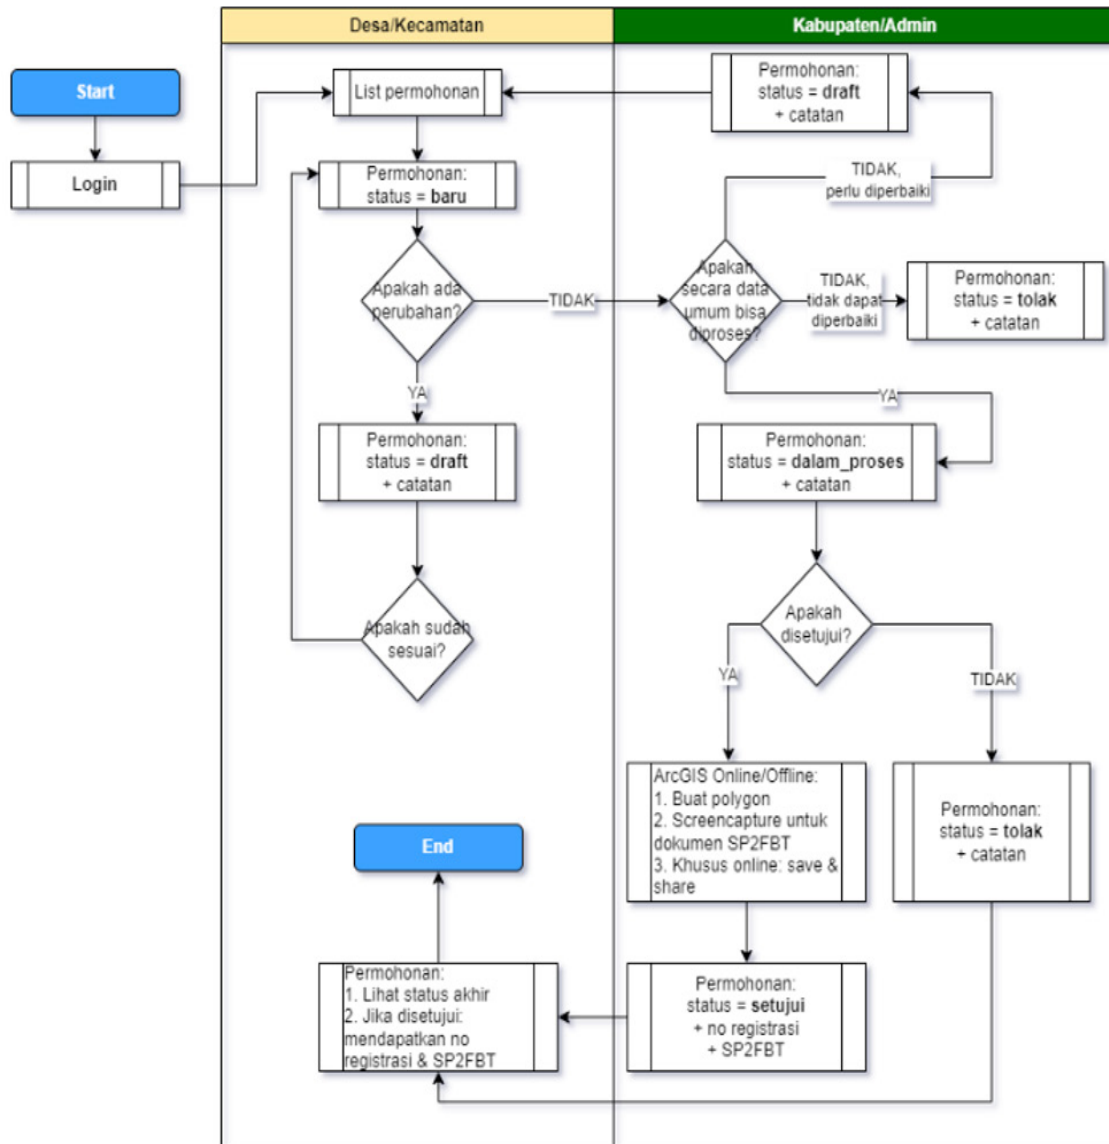 Desa/Kecamatan
Kabupaten/Admin
Start
Login
List permohonan
Permohonan:
status = draft
+ catatan
Permohonan:
status = baru
TIDAK,
perlu diperbaiki
Apakah ada
perubahan?
TIDAK
Apakah
secara data
umum bisa
diproses?
TIDAK,
tidak dapat
diperbaiki
Permohonan:
status = tolak
+ catatan
YA
YA
Permohonan:
status = draft
+ catatan
Permohonan:
status = dalam_proses
+ catatan
Apakah sudah
sesuai?
Apakah
disetujui?
YA
TIDAK
ArcGIS Online/Offline:
1. Buat polygon
2. Screencapture untuk
dokumen SP2FBT
3. Khusus online: save &
share
Permohonan:
status = tolak
+ catatan
End
Permohonan:
1. Lihat status akhir
2. Jika disetujui:
mendapatkan no
registrasi & SP2FBT
Permohonan:
status = setujui
+ no registrasi
+ SP2FBT